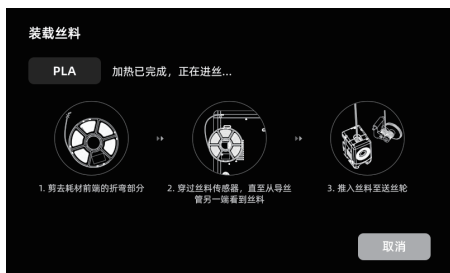 装载丝料
PLA
加热已完成，正在进丝...
1. 剪去耗材前端的折弯部分
2. 穿过丝料传感器，直至从导丝
管另一端看到丝料
3. 推入丝料至送丝轮
取消